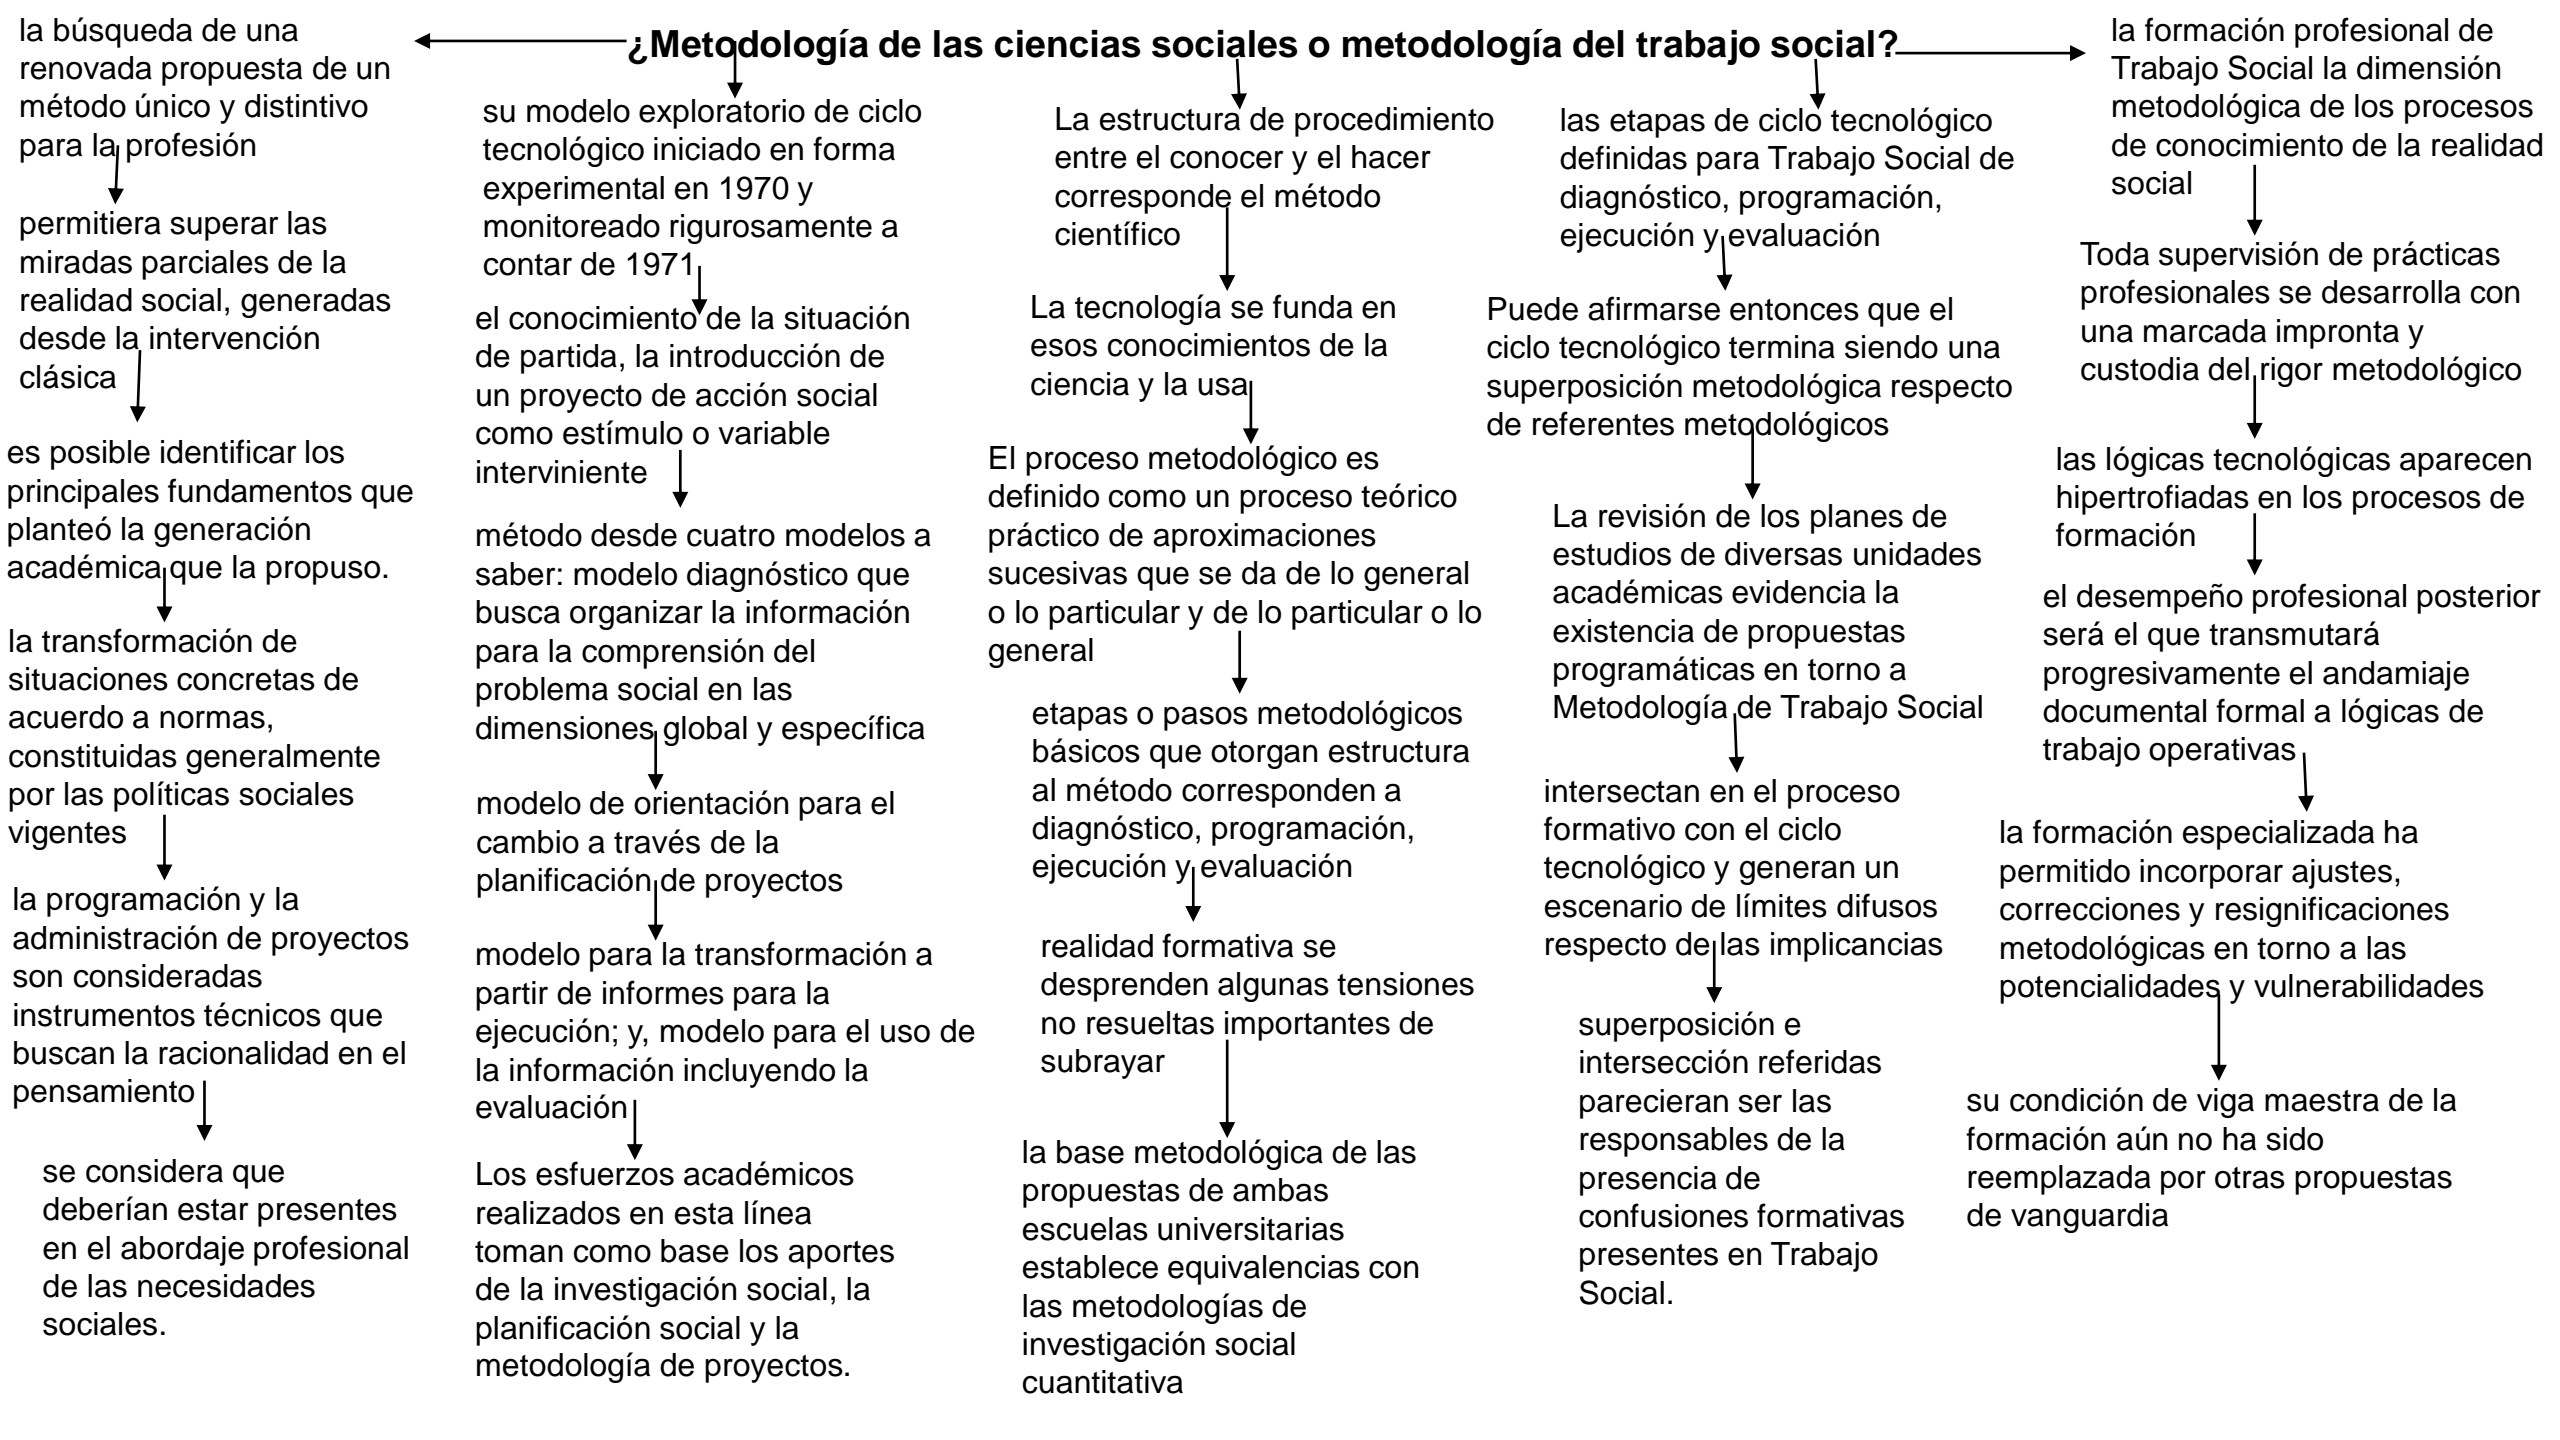 ¿Metodología de las ciencias sociales o metodología del trabajo social?
la búsqueda de una
renovada propuesta de un
método único y distintivo
para la profesión
permitiera superar las
miradas parciales de la
realidad social, generadas
desde la intervención
clásica
es posible identificar los
principales fundamentos que
planteó la generación
académica que la propuso.
la transformación de
situaciones concretas de
acuerdo a normas,
constituidas generalmente
por las políticas sociales
vigentes
la programación y la
administración de proyectos
son consideradas
instrumentos técnicos que
buscan la racionalidad en el
pensamiento
se considera que
deberían estar presentes
en el abordaje profesional
de las necesidades
sociales.
su modelo exploratorio de ciclo
tecnológico iniciado en forma
experimental en 1970 y
monitoreado rigurosamente a
contar de 1971
el conocimiento de la situación
de partida, la introducción de
un proyecto de acción social
como estímulo o variable
interviniente
método desde cuatro modelos a
saber: modelo diagnóstico que
busca organizar la información
para la comprensión del
problema social en las
dimensiones global y específica
modelo de orientación para el
cambio a través de la
planificación de proyectos
modelo para la transformación a
partir de informes para la
ejecución; y, modelo para el uso de
la información incluyendo la
evaluación
Los esfuerzos académicos
realizados en esta línea
toman como base los aportes
de la investigación social, la
planificación social y la
metodología de proyectos.
La estructura de procedimiento
entre el conocer y el hacer
corresponde el método
científico
La tecnología se funda en
esos conocimientos de la
ciencia y la usa
El proceso metodológico es
definido como un proceso teórico
práctico de aproximaciones
sucesivas que se da de lo general
o lo particular y de lo particular o lo
general
etapas o pasos metodológicos
básicos que otorgan estructura
al método corresponden a
diagnóstico, programación,
ejecución y evaluación
realidad formativa se
desprenden algunas tensiones
no resueltas importantes de
subrayar
la base metodológica de las
propuestas de ambas
escuelas universitarias
establece equivalencias con
las metodologías de
investigación social
cuantitativa
las etapas de ciclo tecnológico
definidas para Trabajo Social de
diagnóstico, programación,
ejecución y evaluación
Puede afirmarse entonces que el
ciclo tecnológico termina siendo una
superposición metodológica respecto
de referentes metodológicos
La revisión de los planes de
estudios de diversas unidades
académicas evidencia la
existencia de propuestas
programáticas en torno a
Metodología de Trabajo Social
intersectan en el proceso
formativo con el ciclo
tecnológico y generan un
escenario de límites difusos
respecto de las implicancias
superposición e
intersección referidas
parecieran ser las
responsables de la
presencia de
confusiones formativas
presentes en Trabajo
Social.
la formación profesional de
Trabajo Social la dimensión
metodológica de los procesos
de conocimiento de la realidad
social
Toda supervisión de prácticas
profesionales se desarrolla con
una marcada impronta y
custodia del rigor metodológico
las lógicas tecnológicas aparecen
hipertrofiadas en los procesos de
formación
el desempeño profesional posterior
será el que transmutará
progresivamente el andamiaje
documental formal a lógicas de
trabajo operativas
la formación especializada ha
permitido incorporar ajustes,
correcciones y resignificaciones
metodológicas en torno a las
potencialidades y vulnerabilidades
su condición de viga maestra de la
formación aún no ha sido
reemplazada por otras propuestas
de vanguardia